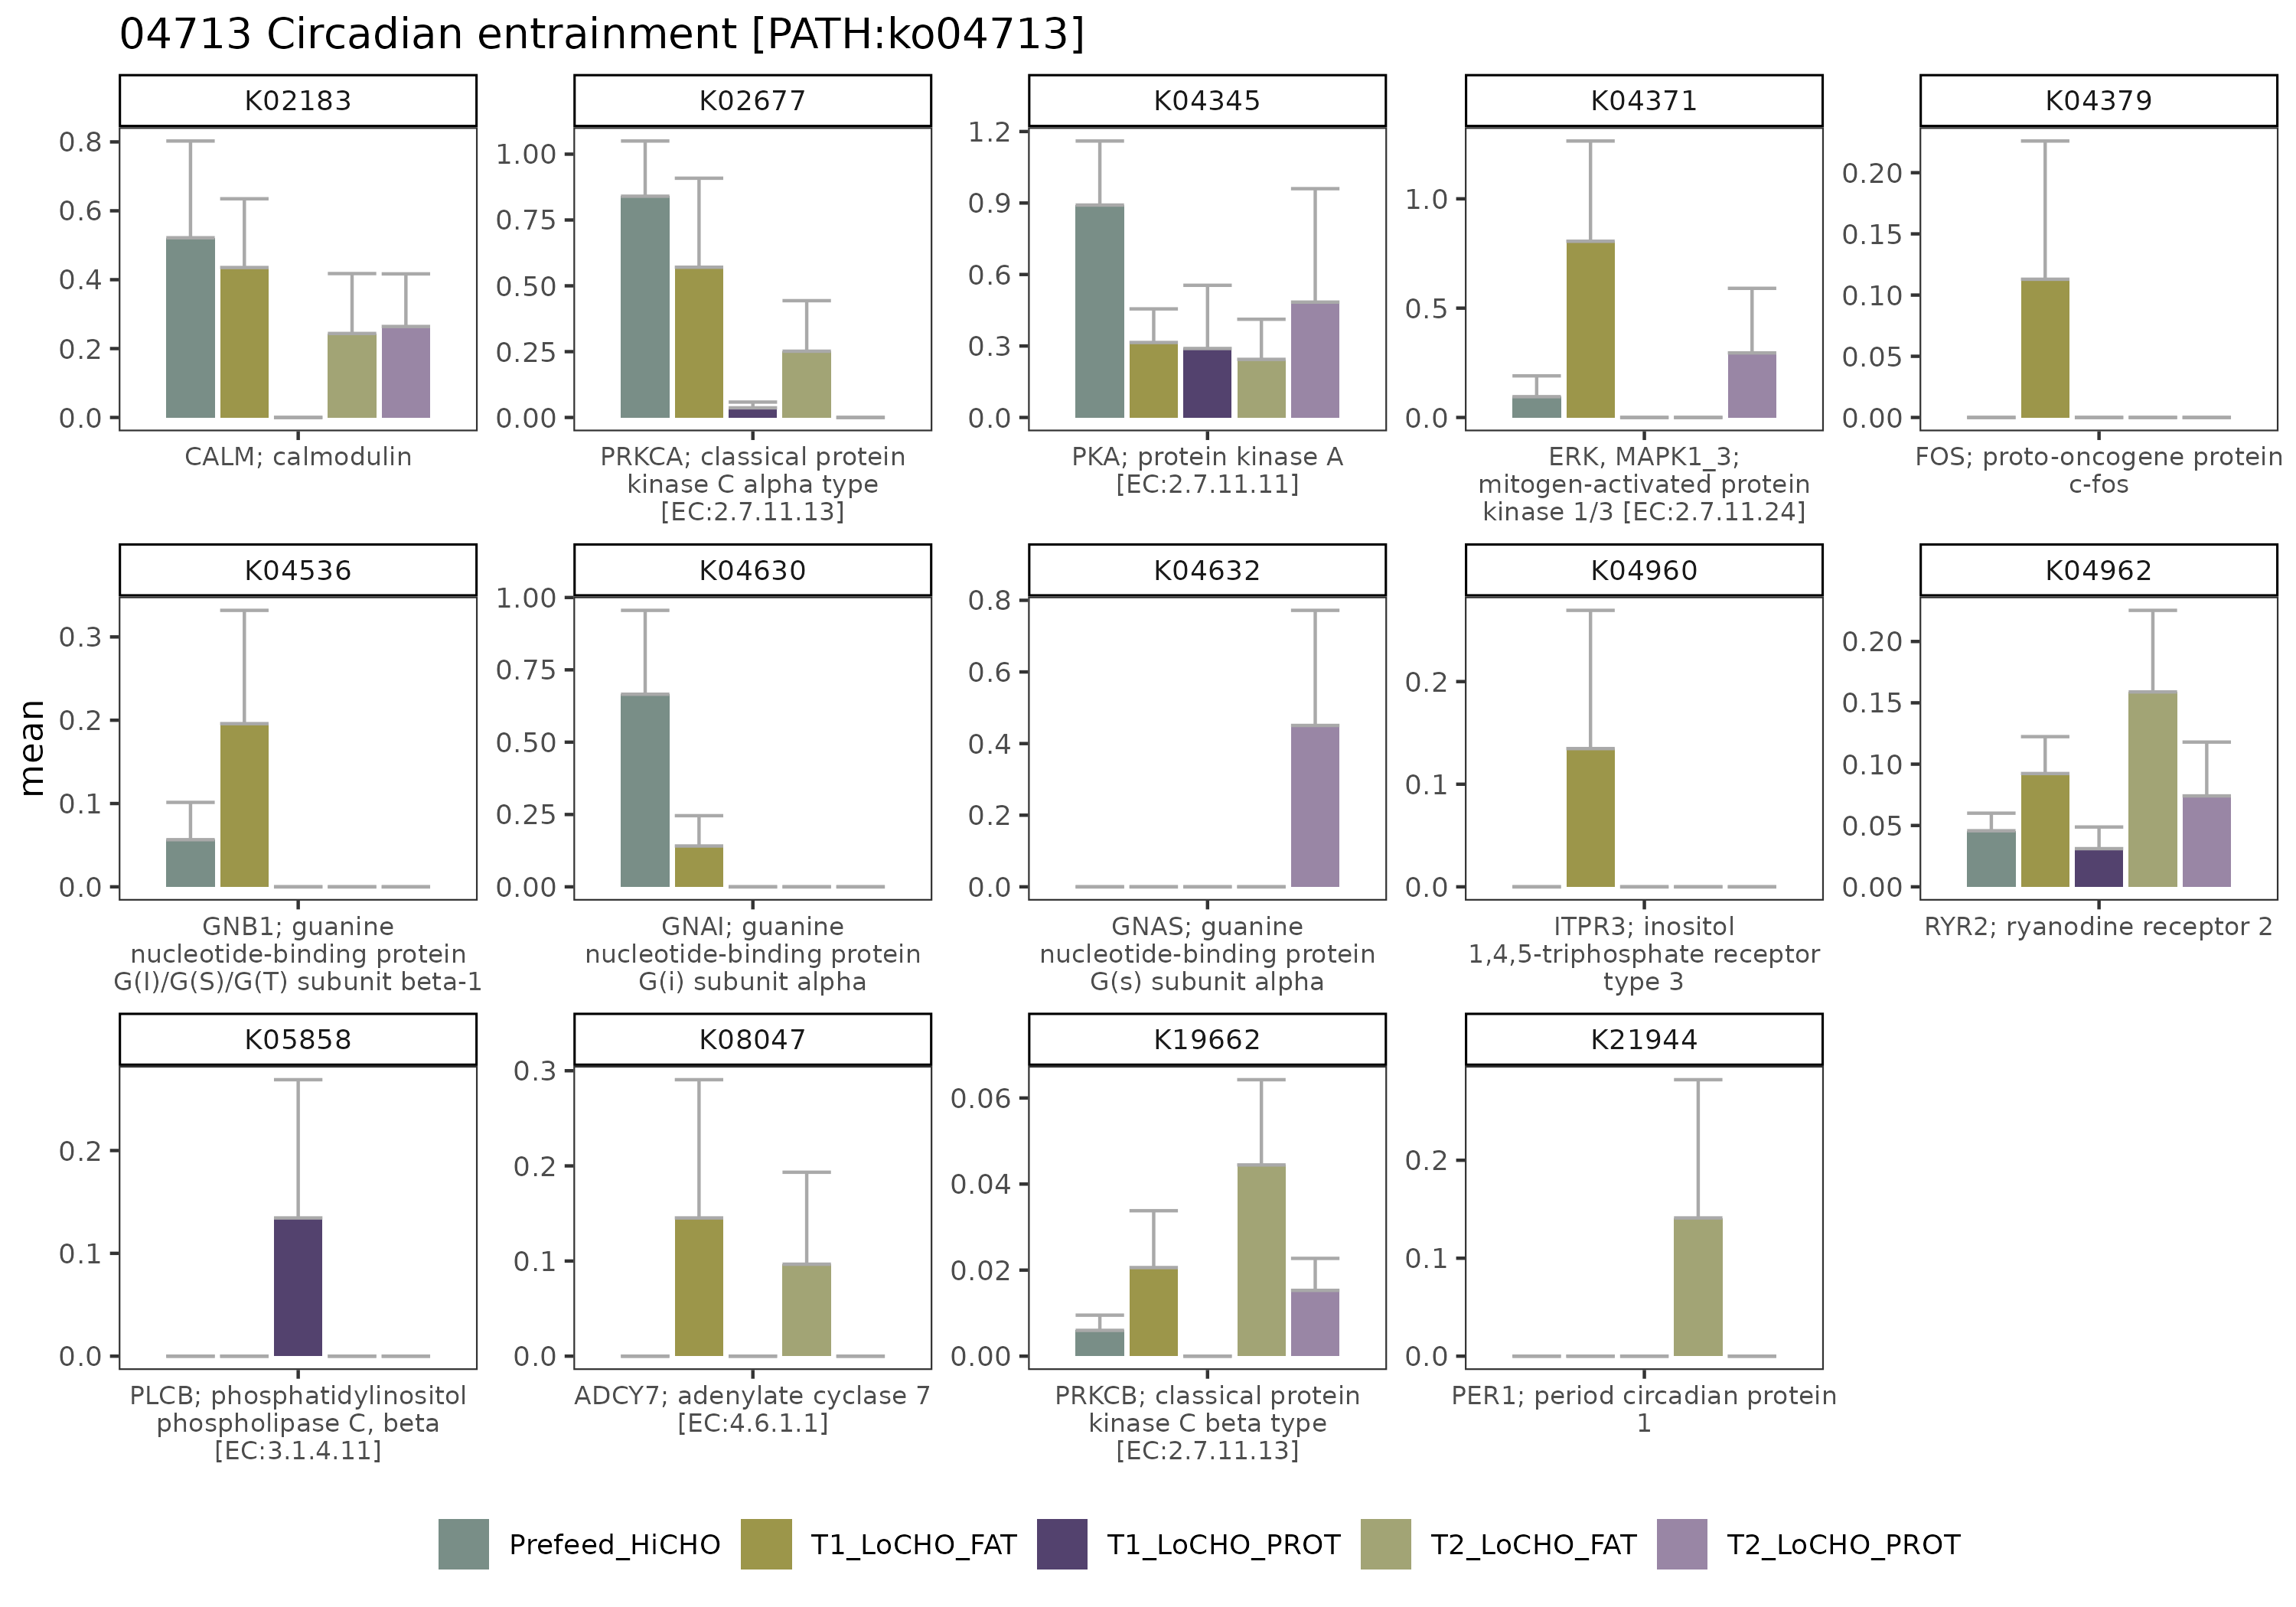 04713 Circadian entrainment [PATH:ko04713]
K02183
K02677
K04345
K04371
K04379
0.8
0.6
0.4
0.2
0.0
1.00
0.75
0.50
0.25
0.00
1.2
0.9
0.6
0.3
0.0
1.0
0.5
0.0
0.20
0.15
0.10
0.05
0.00
CALM; calmodulin
PRKCA; classical protein
kinase C alpha type
[EC:2.7.11.13]
PKA; protein kinase A
[EC:2.7.11.11]
ERK, MAPK1_3;
mitogen-activated protein
kinase 1/3 [EC:2.7.11.24]
FOS; proto-oncogene protein
c-fos
mean
K04536
K04630
K04632
K04960
K04962
0.3
0.2
0.1
0.0
1.00
0.75
0.50
0.25
0.00
0.8
0.6
0.4
0.2
0.0
0.2
0.1
0.0
0.20
0.15
0.10
0.05
0.00
GNB1; guanine
nucleotide-binding protein
G(I)/G(S)/G(T) subunit beta-1
GNAI; guanine
nucleotide-binding protein
G(i) subunit alpha
GNAS; guanine
nucleotide-binding protein
G(s) subunit alpha
ITPR3; inositol
1,4,5-triphosphate receptor
type 3
RYR2; ryanodine receptor 2
K05858
K08047
K19662
K21944
0.2
0.1
0.0
0.3
0.2
0.1
0.0
0.06
0.04
0.02
0.00
0.2
0.1
0.0
PLCB; phosphatidylinositol
phospholipase C, beta
[EC:3.1.4.11]
ADCY7; adenylate cyclase 7
[EC:4.6.1.1]
PRKCB; classical protein
kinase C beta type
[EC:2.7.11.13]
PER1; period circadian protein
1
Prefeed_HiCHO
T1_LoCHO_FAT
T1_LoCHO_PROT
T2_LoCHO_FAT
T2_LoCHO_PROT